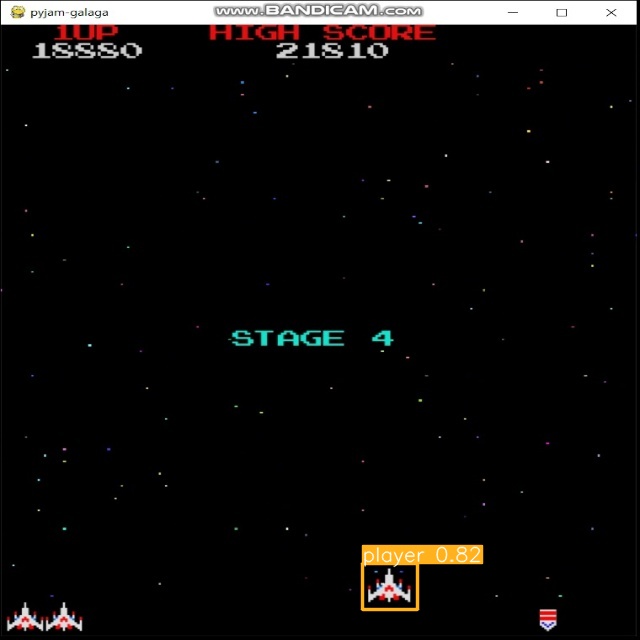 pyjam-galaga
www.BANDICAM.com
1UP HIGH SCORE
18880 21810
STAGE 4
player 0.82